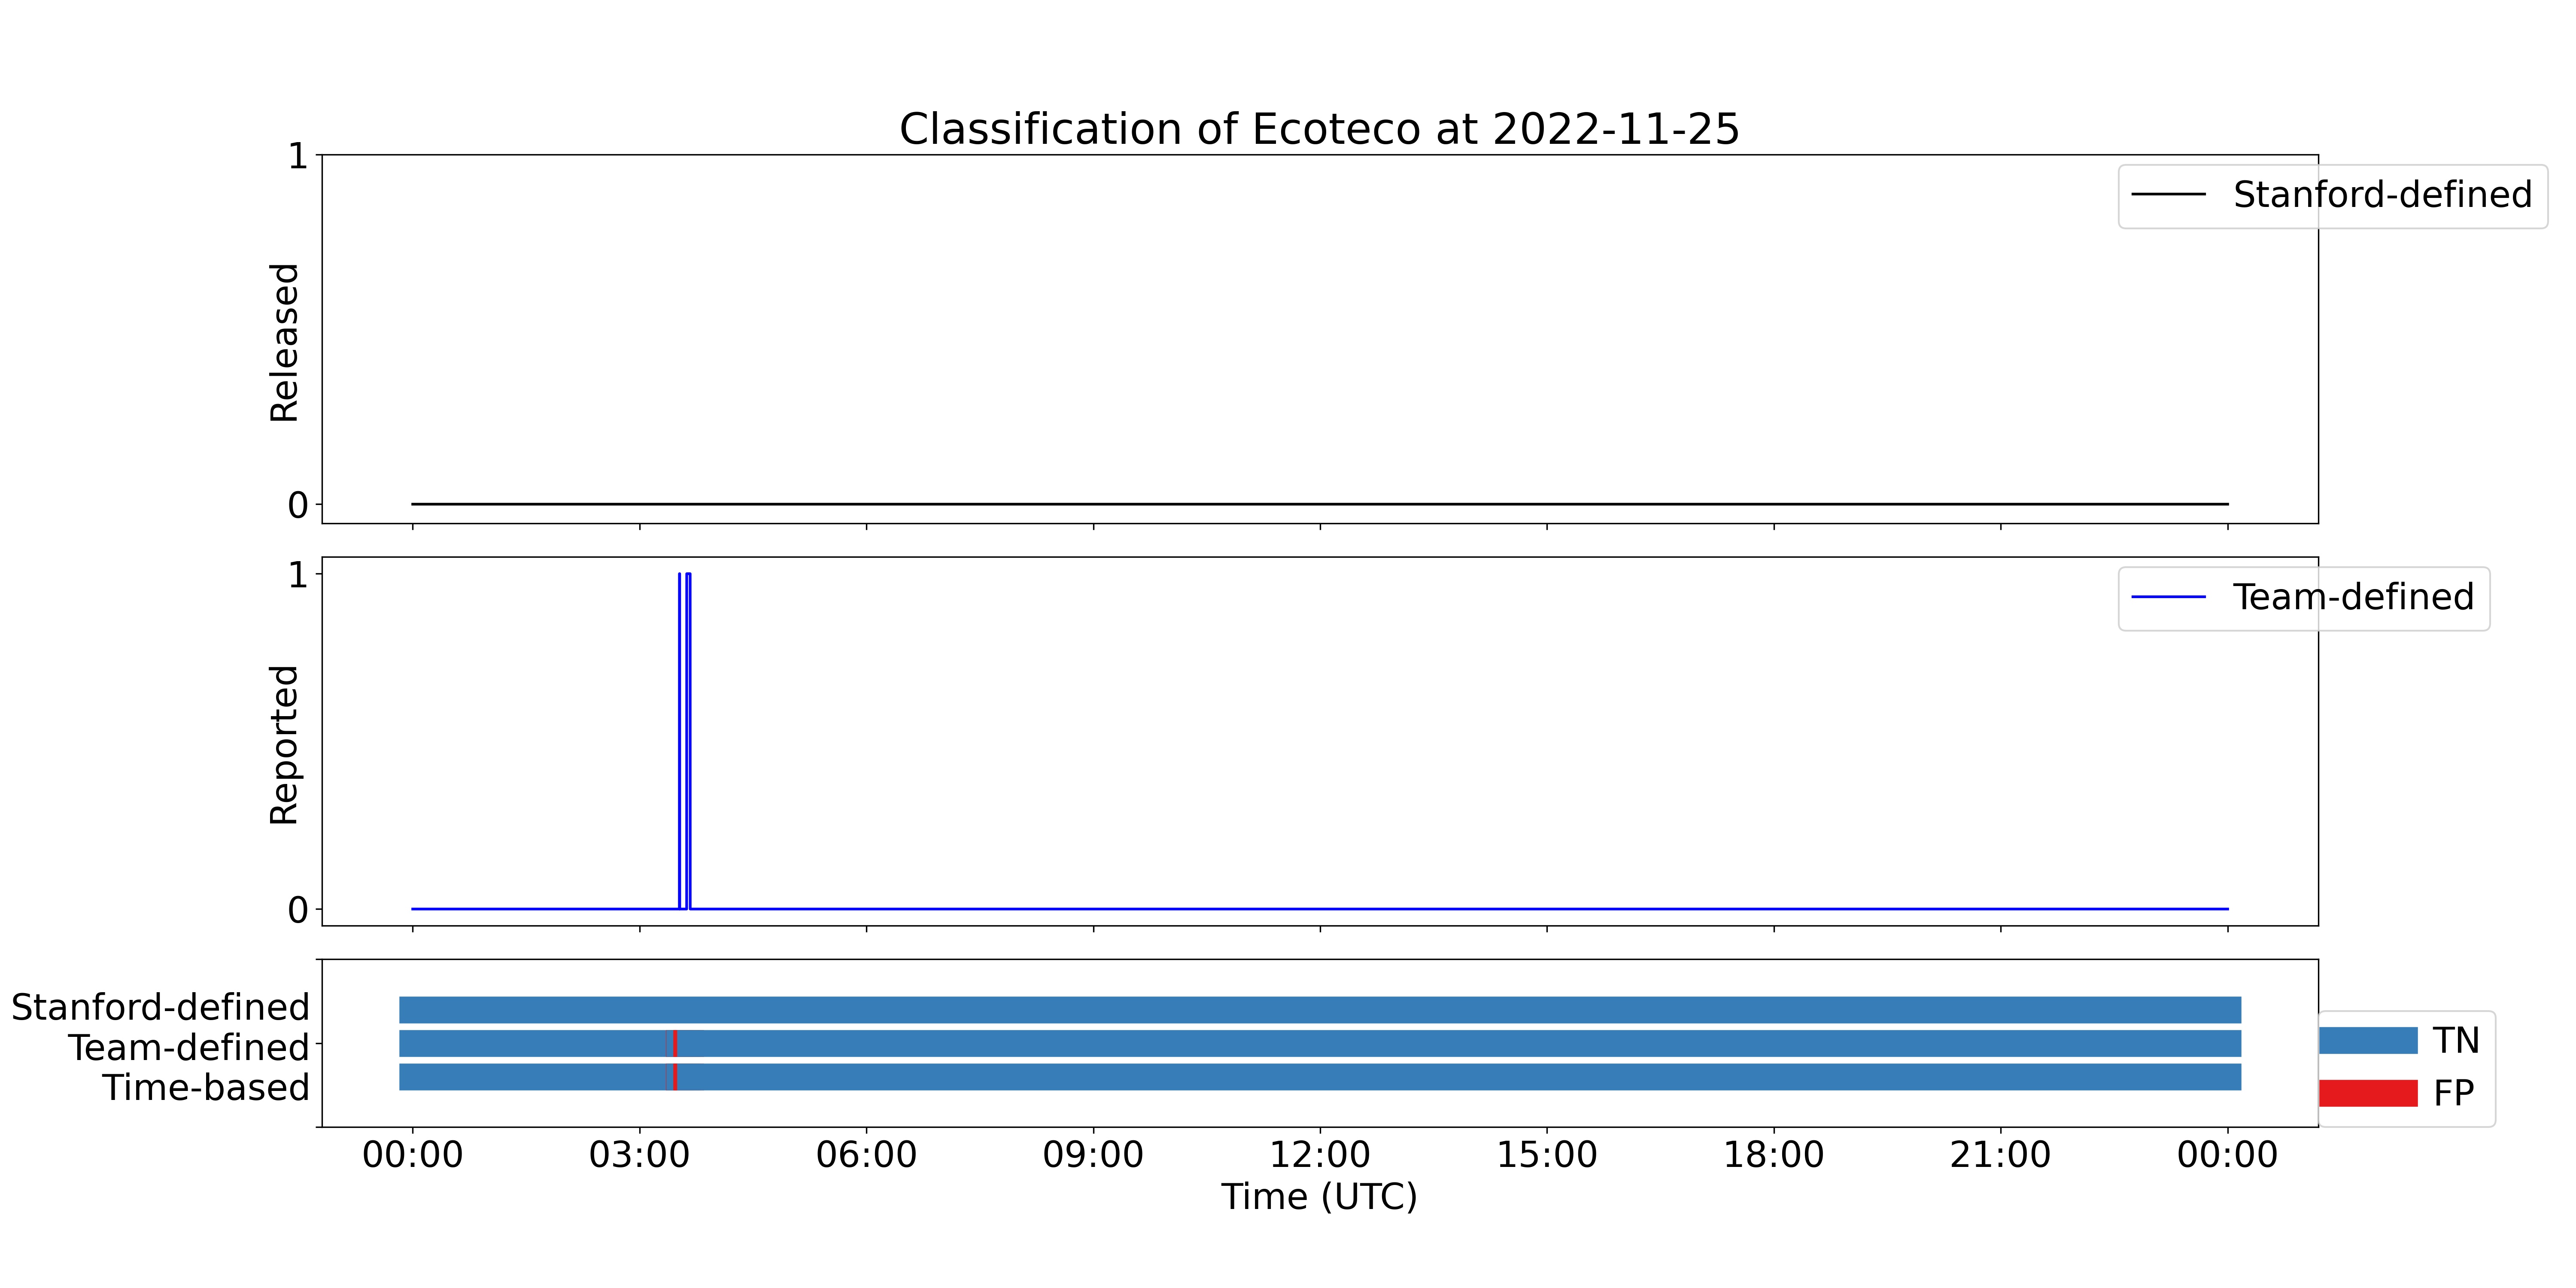 Classification of Ecoteco at 2022-11-25
1
Released
0
Stanford-defined
1
Reported
0
Team-defined
Stanford-defined
Team-defined
Time-based
TN
FP
00:00 03:00 06:00 09:00 12:00 15:00 18:00 21:00 00:00
Time (UTC)